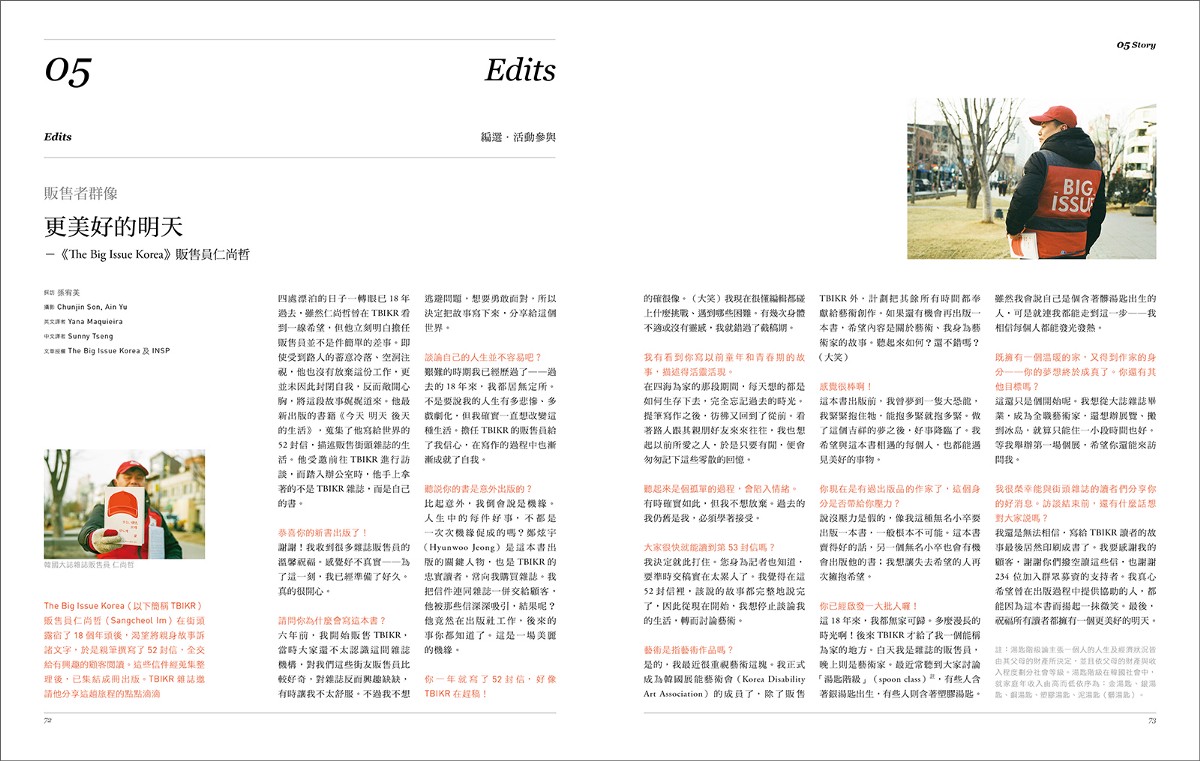 05
Edits
Edits
編選・活動參與
販售者群像
更美好的明天
－《The Big Issue Korea》販售員仁尚哲
採訪 張宥美
攝影 Chunjin Son, Ain Yu
英文譯者 Yana Maquieira
中文譯者 Sunny Tseng
文章授權 The Big Issue Korea 及 INSP
韓國大誌雜誌販售員 仁尚哲
The Big Issue Korea（以下簡稱 TBIKR）
販售員仁尚哲（Sangcheol Im）在街頭
露宿了 18 個年頭後，渴望將親身故事訴
諸文字，於是親筆撰寫了 52 封信，全交
給有興趣的顧客閱讀。這些信件經蒐集整
理後，已集結成冊出版。TBIKR 雜誌邀
請他分享這趟旅程的點點滴滴
四處漂泊的日子一轉眼已 18 年
過去，雖然仁尚哲曾在 TBIKR 看
到一線希望，但他立刻明白擔任
販售員並不是件簡單的差事。即
使受到路人的蓄意冷落、空洞注
視，他也沒有放棄這份工作，更
並未因此封閉自我，反而敞開心
胸，將這段故事娓娓道來。他最
新出版的書籍《今天 明天 後天
的生活》，蒐集了他寫給世界的
52 封信，描述販售街頭雜誌的生
活。他受邀前往 TBIKR 進行訪
談，而踏入辦公室時，他手上拿
著的不是 TBIKR 雜誌，而是自己
的書。
恭喜你的新書出版了！
謝謝！我收到很多雜誌販售員的
溫馨祝福。感覺好不真實——為
了這一刻，我已經準備了好久。
真的很開心。
請問你為什麼會寫這本書？
六年前，我開始販售 TBIKR，
當時大家還不太認識這間雜誌
機構，對我們這些街友販售員比
較好奇，對雜誌反而興趣缺缺，
有時讓我不太舒服。不過我不想
逃避問題，想要勇敢面對，所以
決定把故事寫下來，分享給這個
世界。
談論自己的人生並不容易吧？
艱難的時期我已經歷過了——過
去的 18 年來，我都居無定所。
不是要說我的人生有多悲慘、多
戲劇化，但我確實一直想改變這
種生活。擔任 TBIKR 的販售員給
了我信心，在寫作的過程中也漸
漸成就了自我。
聽說你的書是意外出版的？
比起意外，我倒會說是機緣。
人生中的每件好事，不都是
一次次機緣促成的嗎？鄭炫宇
（Hyunwoo Jeong）是這本書出
版的關鍵人物，也是 TBIKR 的
忠實讀者，常向我購買雜誌。我
把信件連同雜誌一併交給顧客，
他被那些信深深吸引，結果呢？
他竟然在出版社工作，後來的
事你都知道了。這是一場美麗
的機緣。
你一年就寫了 52 封信，好像
TBIKR 在趕稿！
72
05 Story
BIG
ISSUE
的確很像。（大笑）我現在很懂編輯都碰
上什麼挑戰、遇到哪些困難。有幾次身體
不適或沒有靈感，我就錯過了截稿期。
我有看到你寫以前童年和青春期的故
事，描述得活靈活現。
在四海為家的那段期間，每天想的都是
如何生存下去，完全忘記過去的時光。
提筆寫作之後，彷彿又回到了從前。看
著路人跟其親朋好友來來往往，我也想
起以前所愛之人，於是只要有閒，便會
匆匆記下這些零散的回憶。
聽起來是個孤單的過程，會陷入情緒。
有時確實如此，但我不想放棄。過去的
我仍舊是我，必須學著接受。
大家很快就能讀到第 53 封信嗎？
我決定就此打住。您身為記者也知道，
要準時交稿實在太累人了。我覺得在這
52 封信裡，該說的故事都完整地說完
了，因此從現在開始，我想停止談論我
的生活，轉而討論藝術。
藝術是指藝術作品嗎？
是的，我最近很重視藝術這塊。我正式
成為韓國展能藝術會（Korea Disability
Art Association）的成員了，除了販售
TBIKR 外，計劃把其餘所有時間都奉
獻給藝術創作。如果還有機會再出版一
本書，希望內容是關於藝術、我身為藝
術家的故事。聽起來如何？還不錯嗎？
（大笑）
感覺很棒啊！
這本書出版前，我曾夢到一隻大恐龍，
我緊緊抱住牠，能抱多緊就抱多緊。做
了這個吉祥的夢之後，好事降臨了。我
希望與這本書相遇的每個人，也都能遇
見美好的事物。
你現在是有過出版品的作家了，這個身
分是否帶給你壓力？
說沒壓力是假的，像我這種無名小卒要
出版一本書，一般根本不可能。這本書
賣得好的話，另一個無名小卒也會有機
會出版他的書；我想讓失去希望的人再
次擁抱希望。
你已經啟發一大批人囉！
這 18 年來，我都無家可歸。多麼漫長的
時光啊！後來 TBIKR 才給了我一個能稱
為家的地方。白天我是雜誌的販售員，
晚上則是藝術家。最近常聽到大家討論
「湯匙階級」（spoon class）註，有些人含
著銀湯匙出生，有些人則含著塑膠湯匙。
雖然我會說自己是個含著髒湯匙出生的
人，可是就連我都能走到這一步——我
相信每個人都能發光發熱。
既擁有一個溫暖的家，又得到作家的身
分——你的夢想終於成真了。你還有其
他目標嗎？
這還只是個開始呢。我想從大誌雜誌畢
業，成為全職藝術家，還想辦展覽、搬
到冰島，就算只能住一小段時間也好。
等我舉辦第一場個展，希望你還能來訪
問我。
我很榮幸能與街頭雜誌的讀者們分享你
的好消息。訪談結束前，還有什麼話想
對大家說嗎？
我還是無法相信，寫給 TBIKR 讀者的故
事最後居然印刷成書了。我要感謝我的
顧客，謝謝你們撥空讀這些信，也謝謝
234 位加入群眾募資的支持者。我真心
希望曾在出版過程中提供協助的人，都
能因為這本書而揚起一抹微笑。最後，
祝福所有讀者都擁有一個更美好的明天。
註：湯匙階級論主張一個人的人生及經濟狀況皆
由其父母的財產所決定，並且依父母的財產與收
入程度劃分社會等級。湯匙階級在韓國社會中，
就家庭年收入由高而低依序為：金湯匙、銀湯
匙、銅湯匙、塑膠湯匙、泥湯匙（髒湯匙）。
73